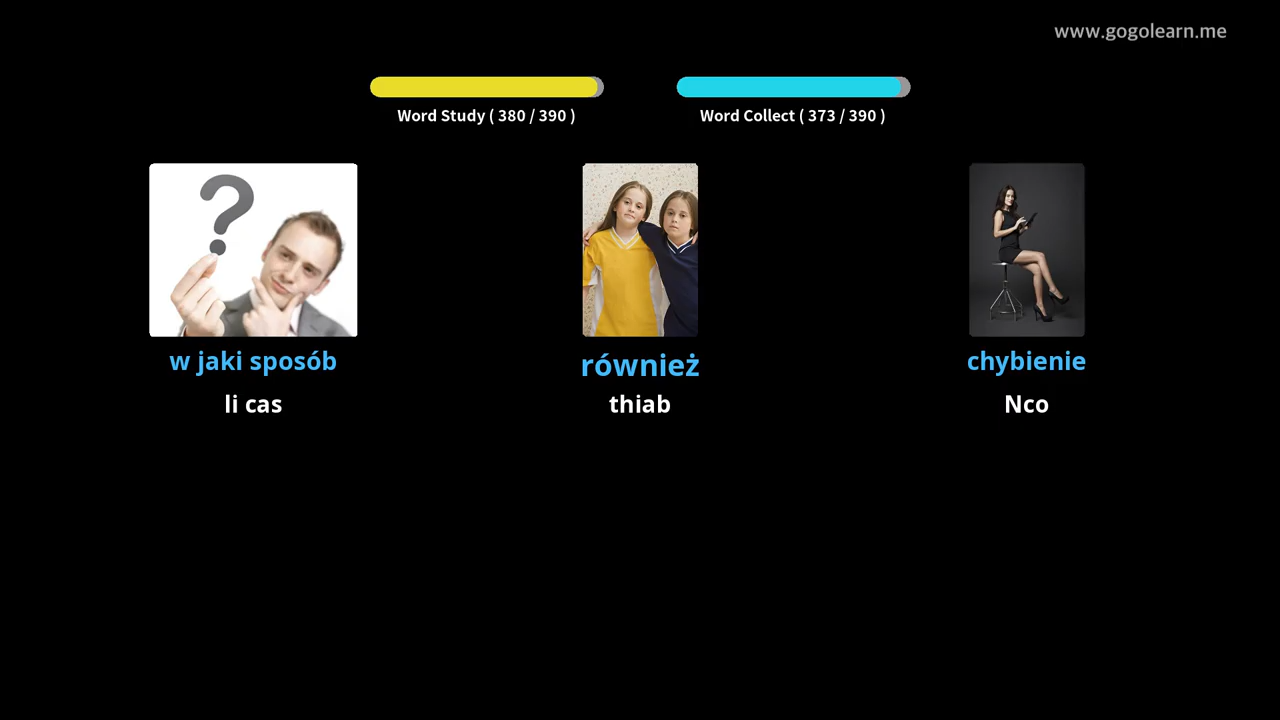 www.gogolearn.me
Word Study ( 380 / 390 )
Word Collect ( 373 / 390 )
w jaki sposób
również
chybienie
li cas
thiab
Nco